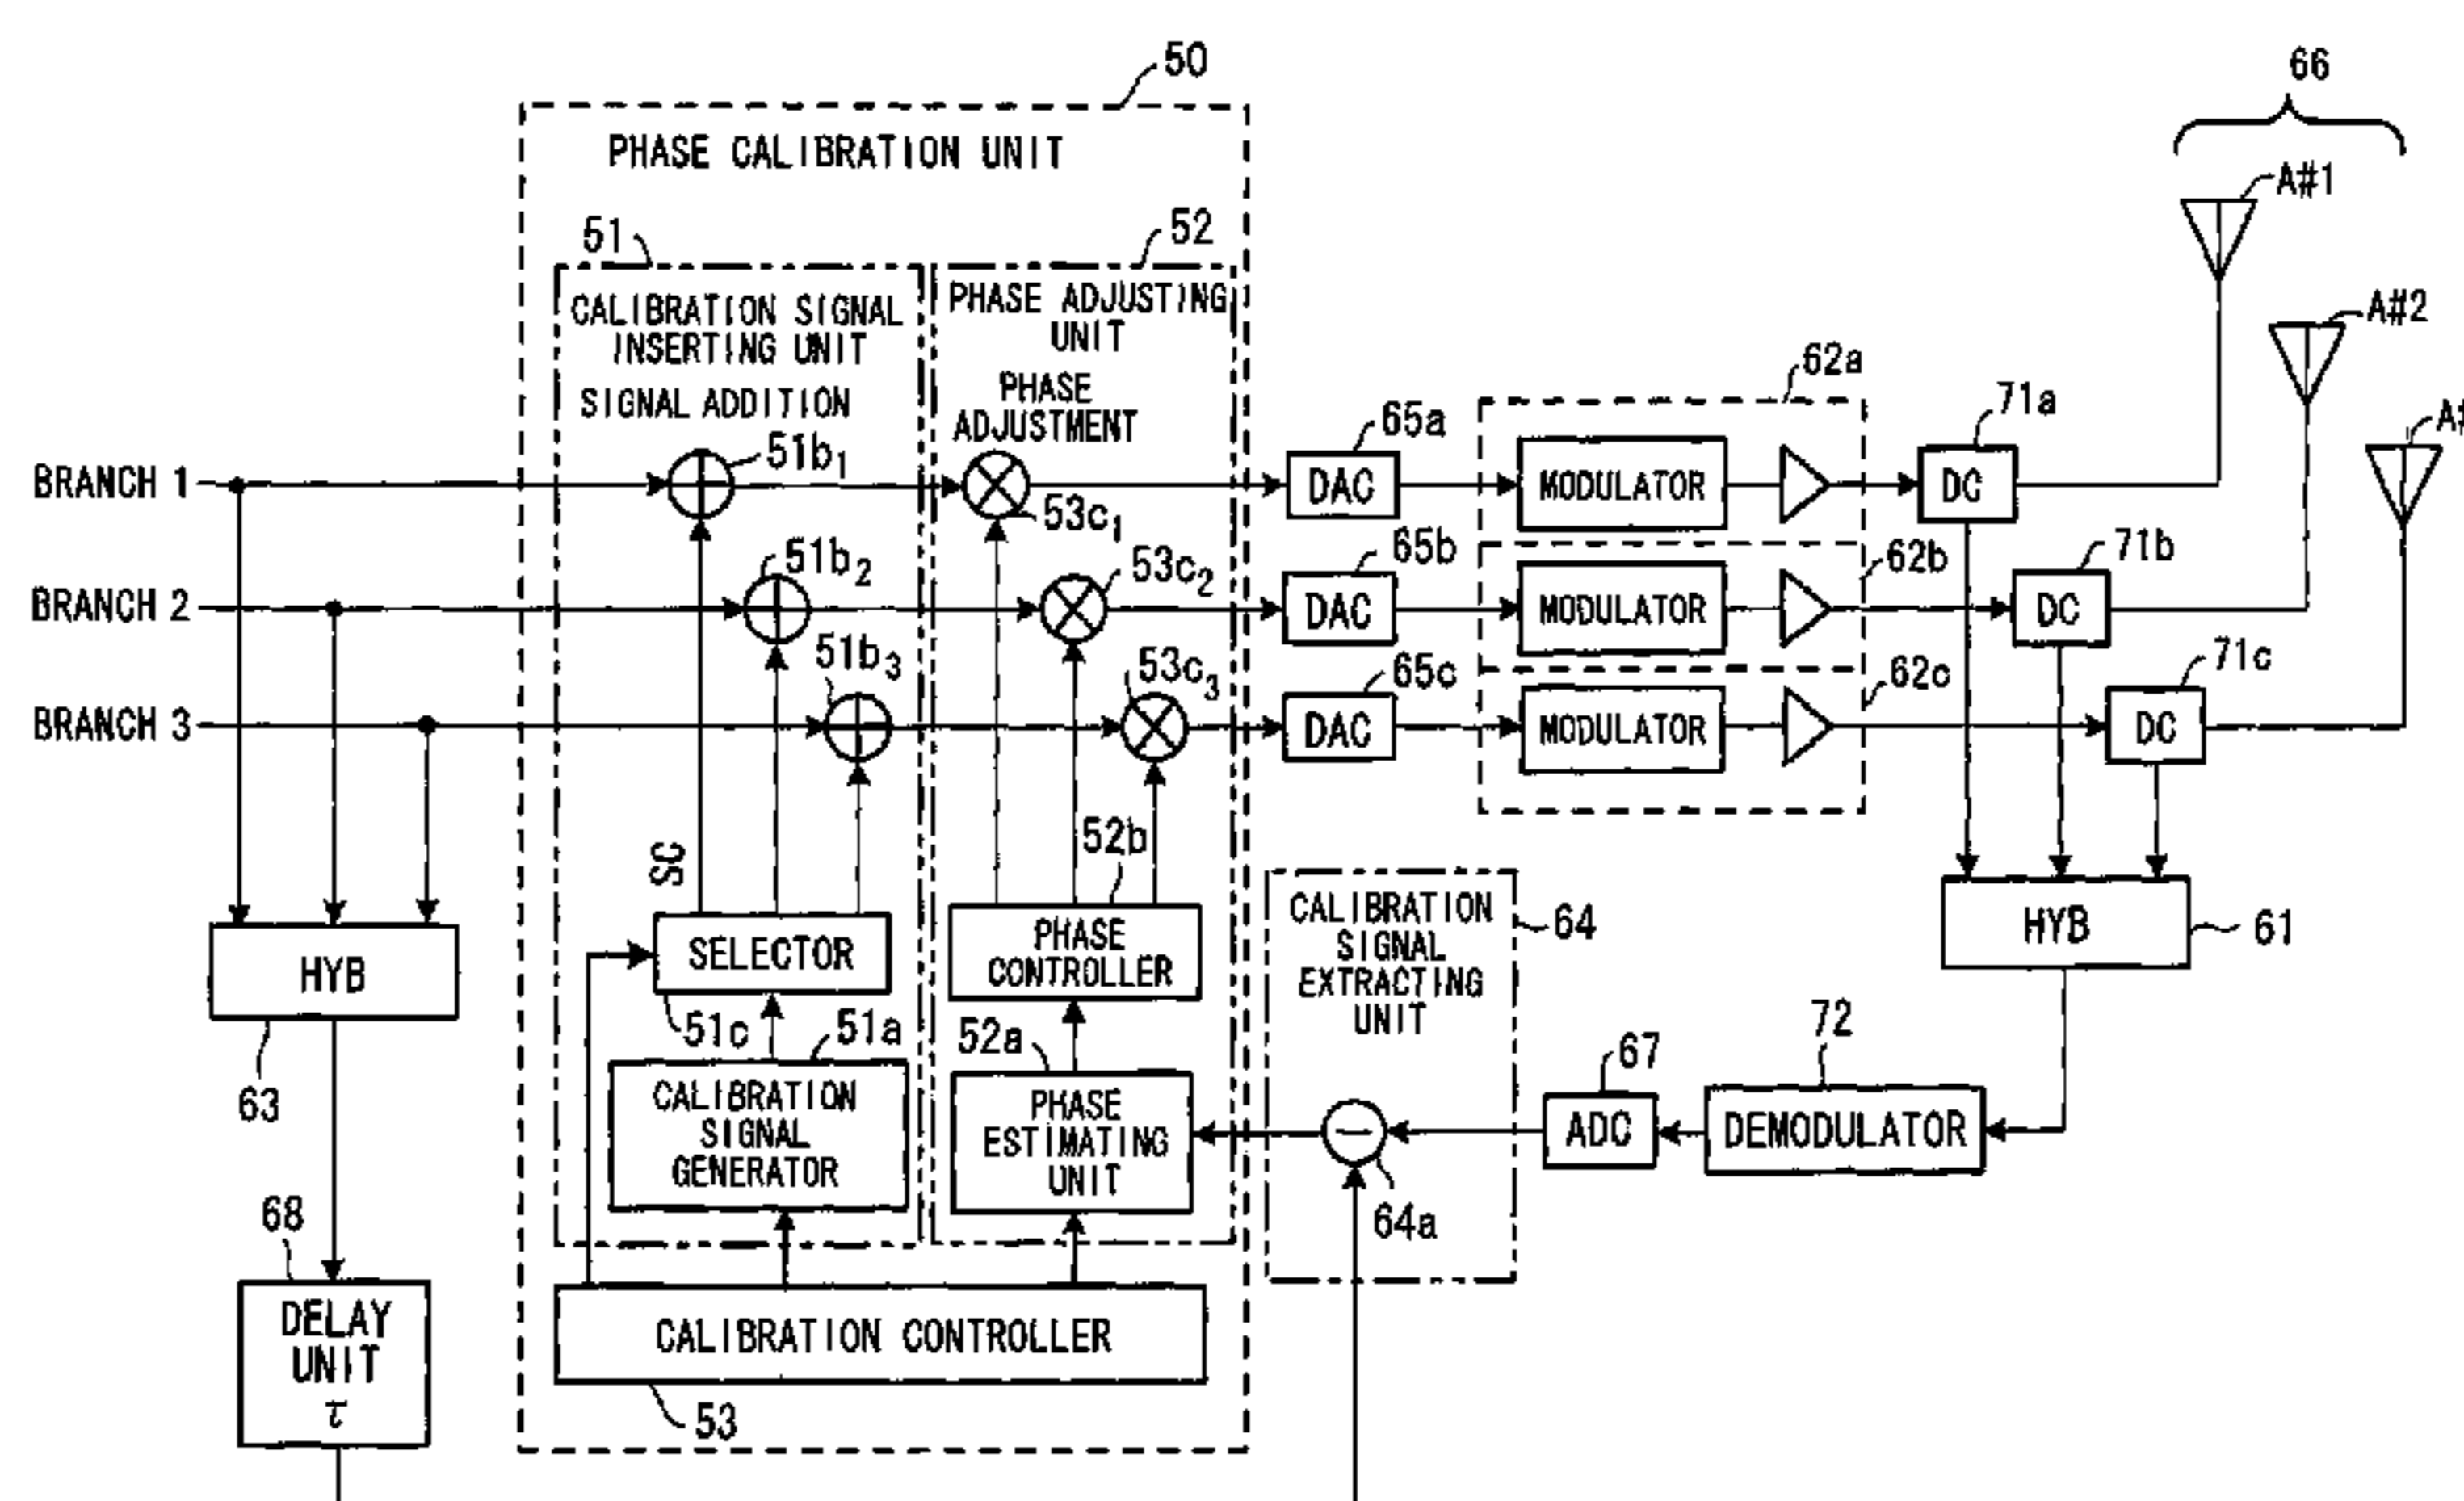 50
66
PHASE CALIBRATION UNIT
A#1
51
52
A#2
CALIBRATION SIGNAL
INSERTING UNIT
SIGNAL ADDITION
PHASE ADJUSTING
UNIT
PHASE
ADJUSTMENT
62a
71a
A#
65a
BRANCH 1
51b1
53c1
DAC
MODULATOR
DC
51b2
53c2
65b
62b
71b
BRANCH 2
DAC
MODULATOR
DC
51b3
53c3
65c
62c
71c
BRANCH 3
DAC
MODULATOR
DC
SC
52b
CALIBRATION
SIGNAL
EXTRACTING
UNIT
64
HYB
61
HYB
63
SELECTOR
PHASE
CONTROLLER
51c
51a
52a
67
72
CALIBRATION
SIGNAL
GENERATOR
PHASE
ESTIMATING
UNIT
ADC
DEMODULATOR
64a
68
DELAY
UNIT
τ
CALIBRATION CONTROLLER
53